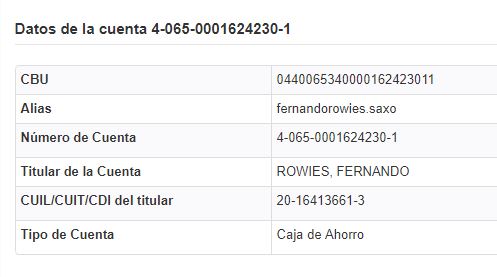 Datos de la cuenta 4-065-0001624230-1
CBU 0440065340000162423011
Alias fernandorowies.saxo
Número de Cuenta 4-065-0001624230-1
Titular de la Cuenta ROWIES, FERNANDO
CUIL/CUIT/CDI del titular 20-16413661-3
Tipo de Cuenta Caja de Ahorro